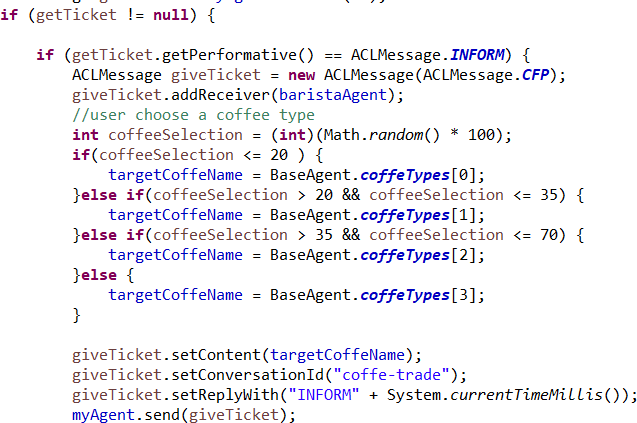 if (getTicket != null) {
if (getTicket.getPerformative() == ACLMessage.INFORM) {
ACLMessage giveTicket = new ACLMessage(ACLMessage.CFP);
giveTicket.addReceiver(baristaAgent);
//user choose a coffee type
int coffeeSelection = (int)(Math.random() * 100);
if(coffeeSelection <= 20 ) {
targetCoffeName = BaseAgent.coffeTypes[0];
}else if(coffeeSelection > 20 && coffeeSelection <= 35) {
targetCoffeName = BaseAgent.coffeTypes[1];
}else if(coffeeSelection > 35 && coffeeSelection <= 70) {
targetCoffeName = BaseAgent.coffeTypes[2];
}else {
targetCoffeName = BaseAgent.coffeTypes[3];
}
giveTicket.setContent(targetCoffeName);
giveTicket.setConversationId("coffe-trade");
giveTicket.setReplyWith("INFORM" + System.currentTimeMillis());
myAgent.send(giveTicket);